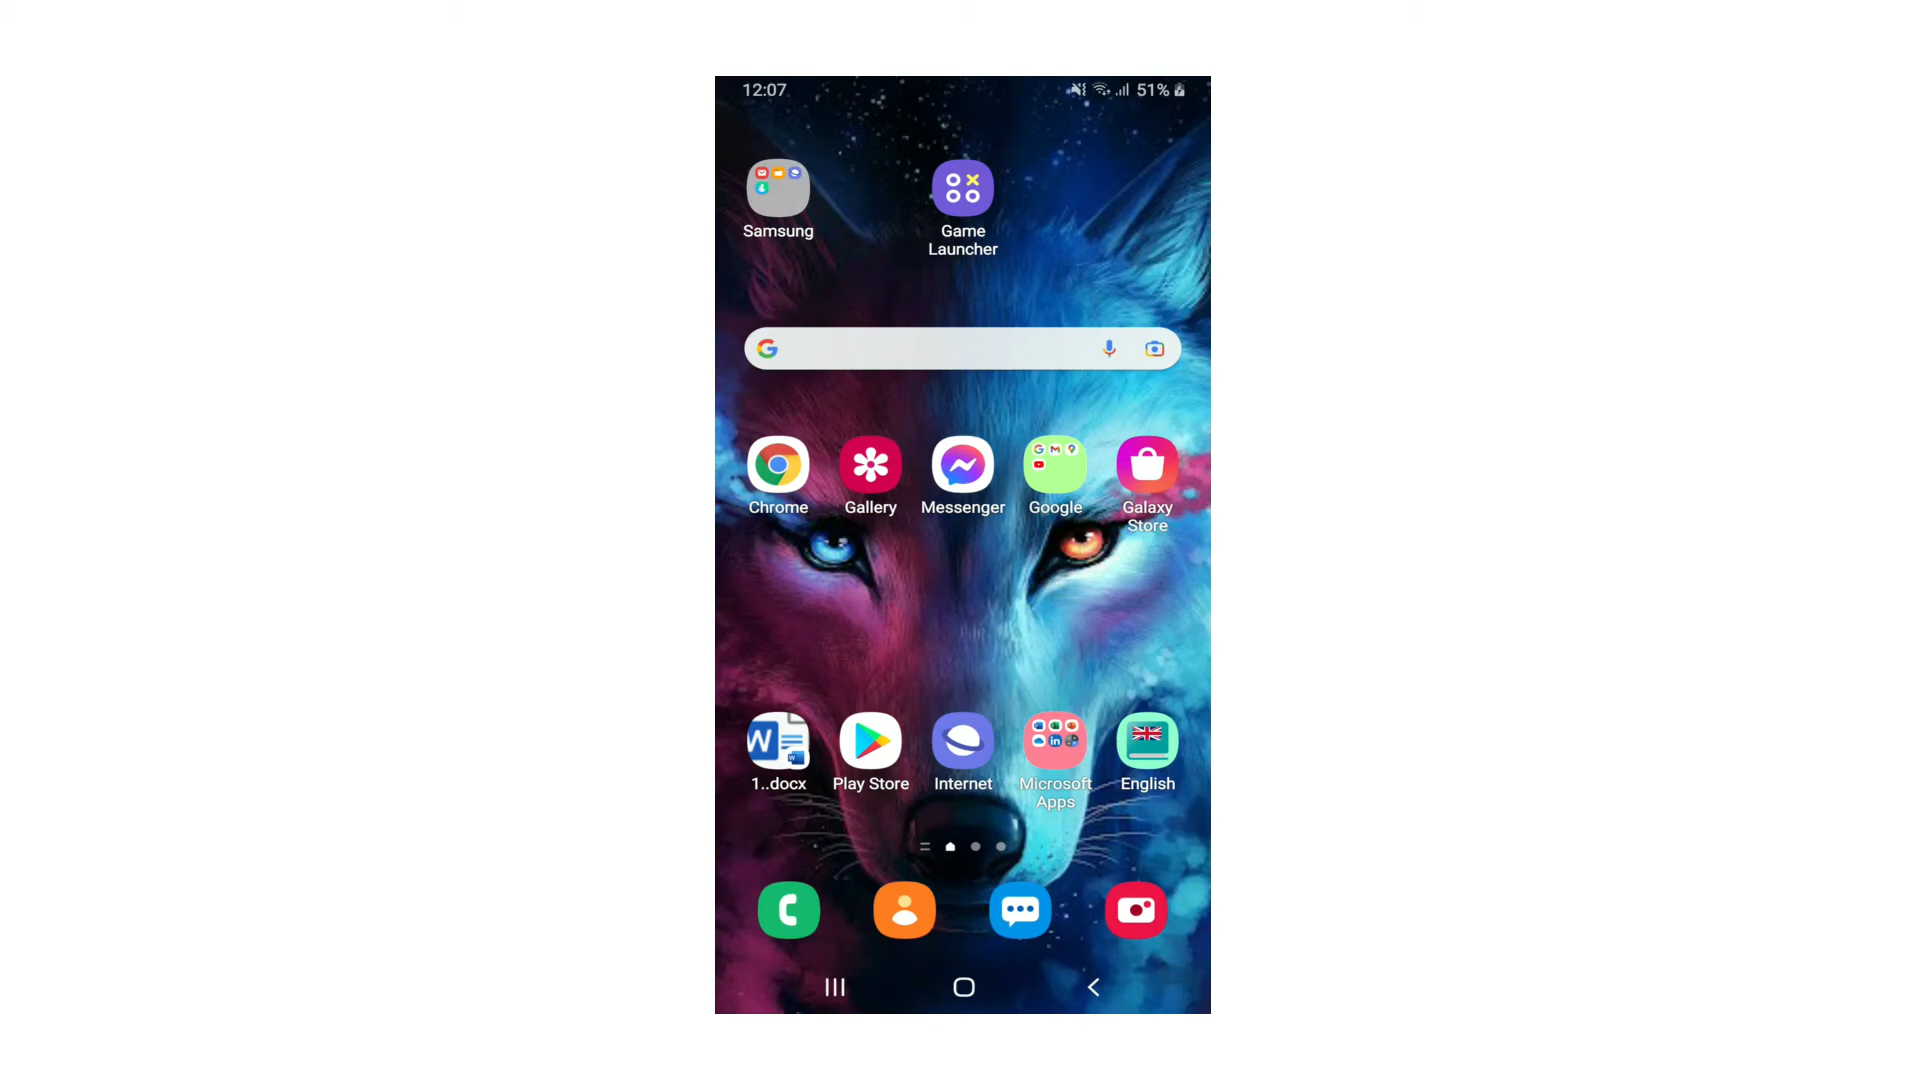 12:07 51%
Samsung
Game
Launcher
Chrome Gallery Messenger Google Galaxy
Store
1..docx Play Store Internet Microsoft English
Apps